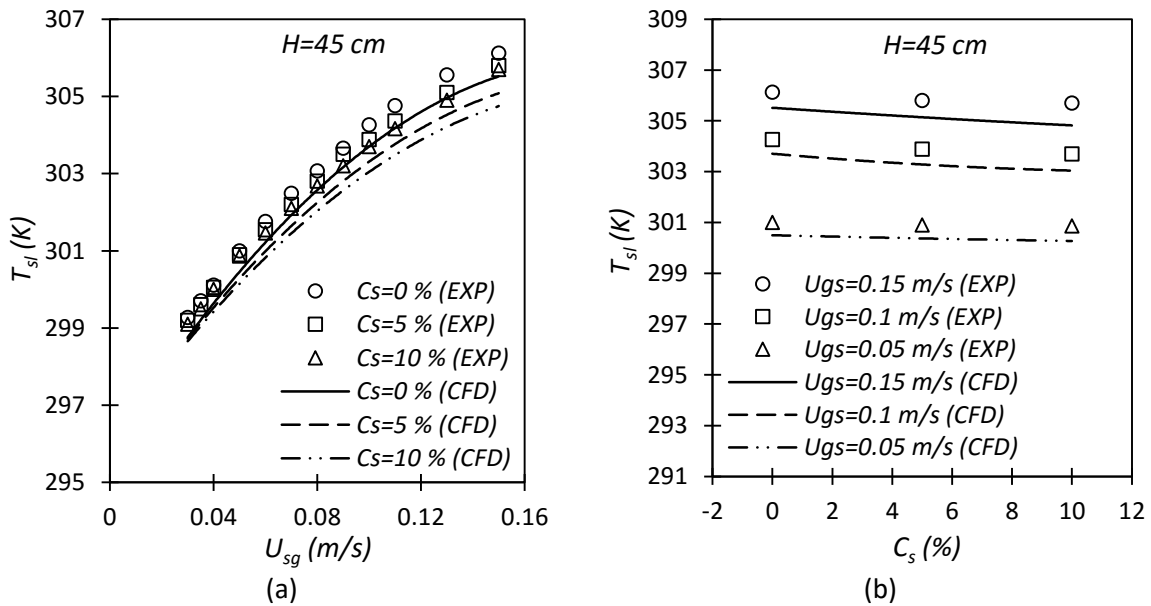 H=45 cm
307
305
303
301
299
297
295
T_sl (K)
Cs=0 % (EXP)
Cs=5 % (EXP)
Cs=10 % (EXP)
Cs=0 % (CFD)
Cs=5 % (CFD)
Cs=10 % (CFD)
0 0.04 0.08 0.12 0.16
U_sg (m/s)
(a)
H=45 cm
309
307
305
303
301
299
297
295
293
291
T_sl (K)
Ugs=0.15 m/s (EXP)
Ugs=0.1 m/s (EXP)
Ugs=0.05 m/s (EXP)
Ugs=0.15 m/s (CFD)
Ugs=0.1 m/s (CFD)
Ugs=0.05 m/s (CFD)
-2 0 2 4 6 8 10 12
C_s (%)
(b)